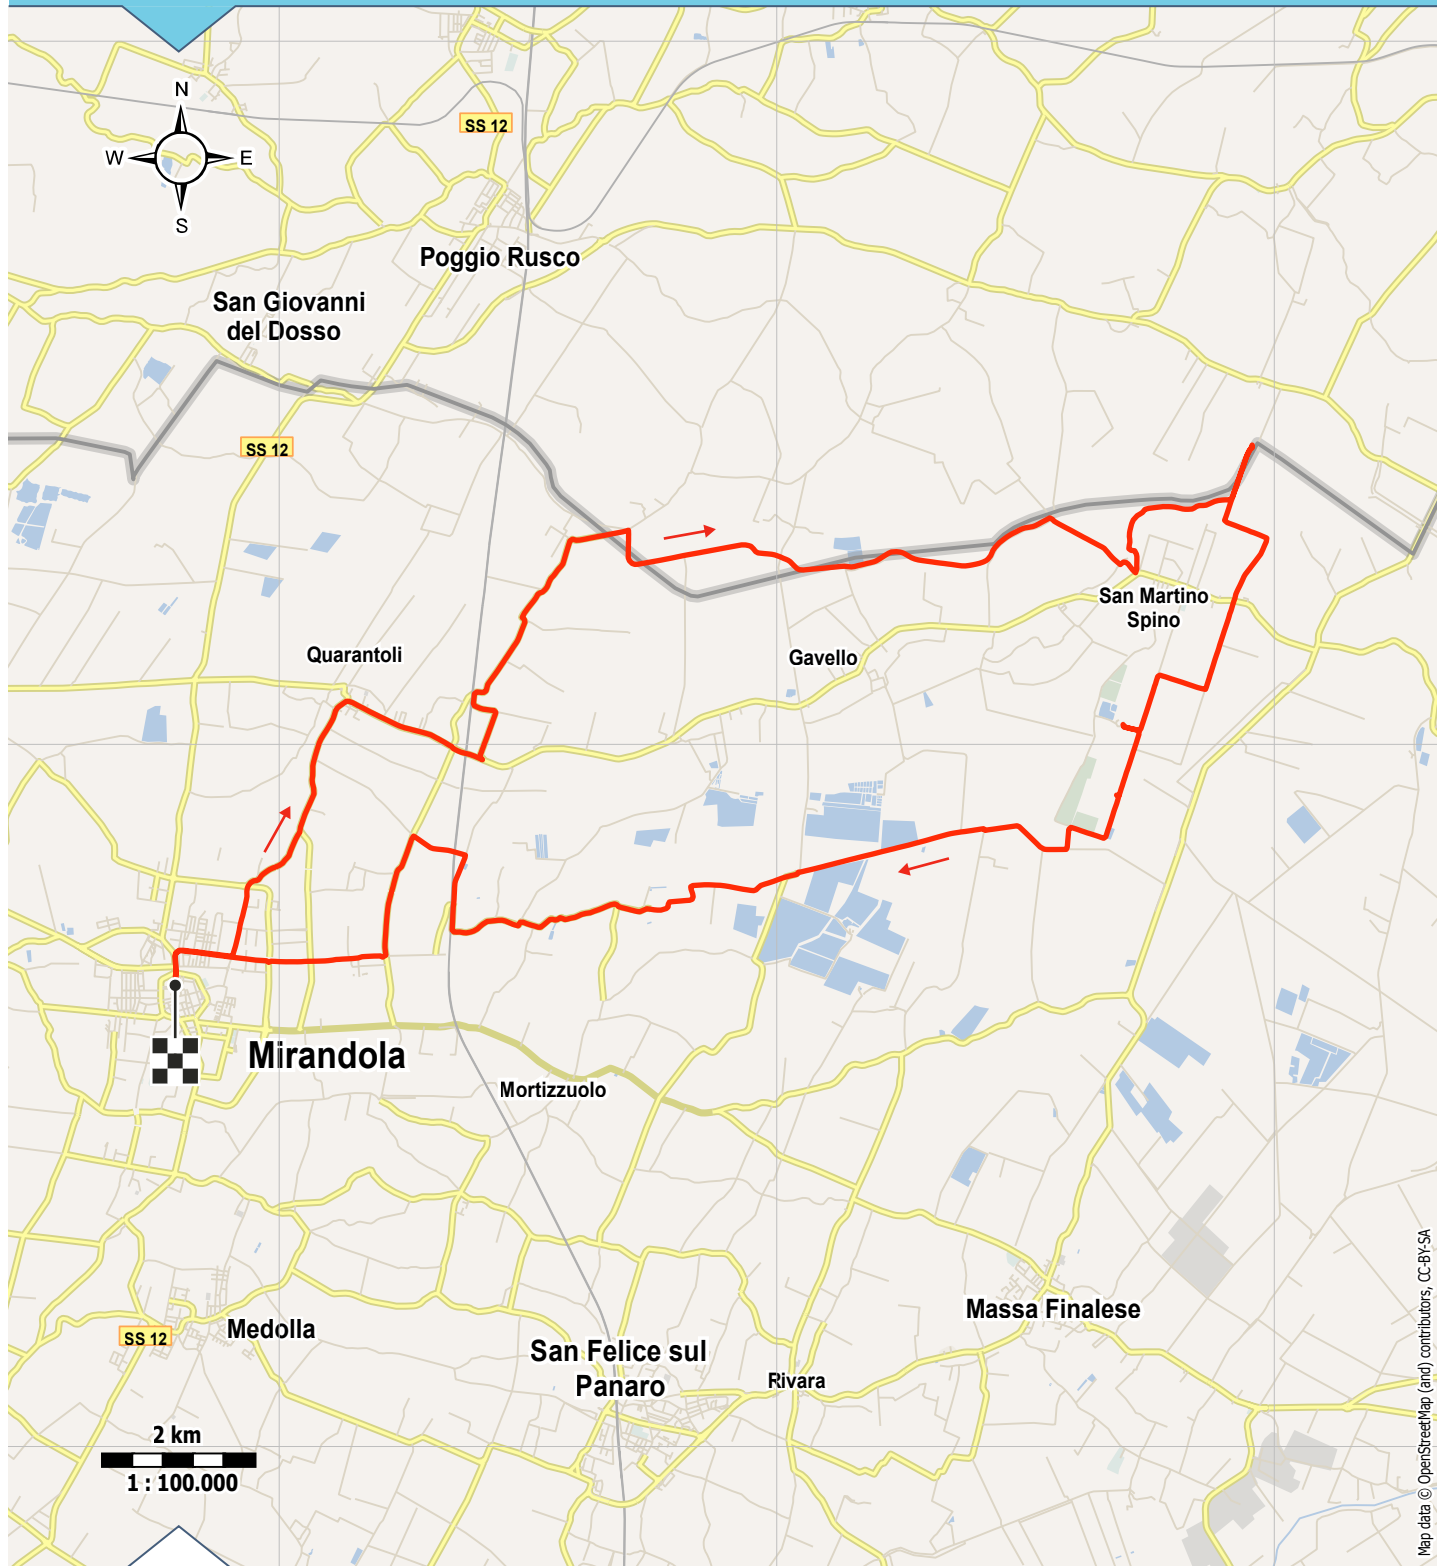 N
W
E
S
SS 12
Poggio Rusco
San Giovanni
del Dosso
SS 12
San Martino
Spino
Quarantoli
Gavello
Mirandola
Mortizzuolo
Massa Finalese
Medolla
SS 12
San Felice sul
Panaro
Rivara
2 km
1 : 100.000
Map data © OpenStreetMap (and) contributors, CC-BY-SA